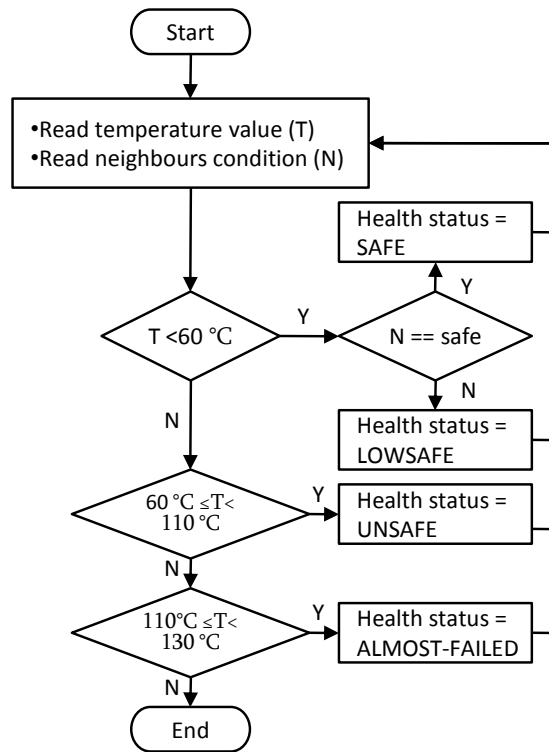 Start
•Read temperature value (T)
•Read neighbours condition (N)
Health status =
SAFE
Y
T <60 °C
Y
N == safe
N
N
Health status =
LOWSAFE
60 °C ≤T<
110 °C
Y
Health status =
UNSAFE
N
110°C ≤T<
130 °C
Y
Health status =
ALMOST-FAILED
N
End